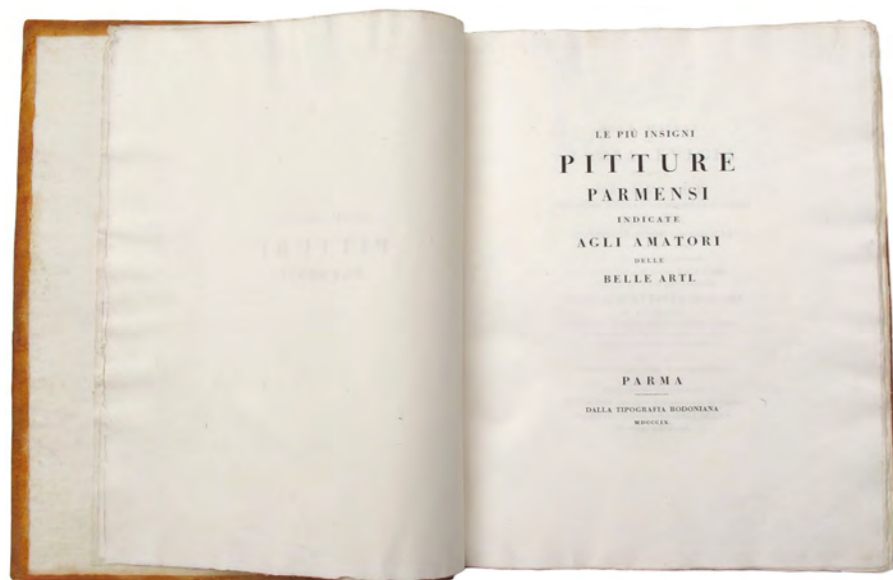 LE PIÙ INSIGNI
PITTURE
PARMENSI
INDICATE
AGLI AMATORI
DELLE
BELLE ARTI.
PARMA
DALLA TIPOGRAFIA BODONIANA
MDCCCIX.